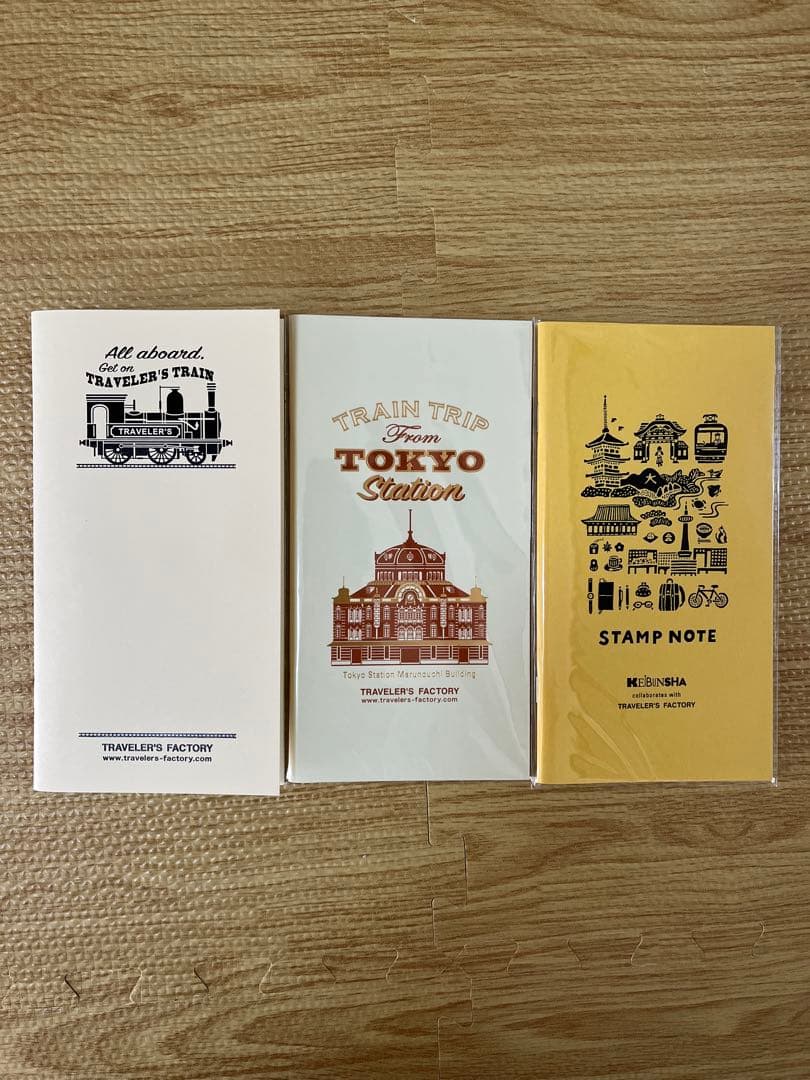 All aboard.
Get on
TRAVELER'S TRAIN
TRAVELER'S
TRAVELER'S FACTORY
www.travelers-factory.com
TRAIN TRIP
From
TOKYO
Station
Tokyo Station Marunouchi Building
TRAVELER'S FACTORY
www.travelers-factory.com
大
STAMP NOTE
KEIBUNSHA
collaborates with
TRAVELER'S FACTORY